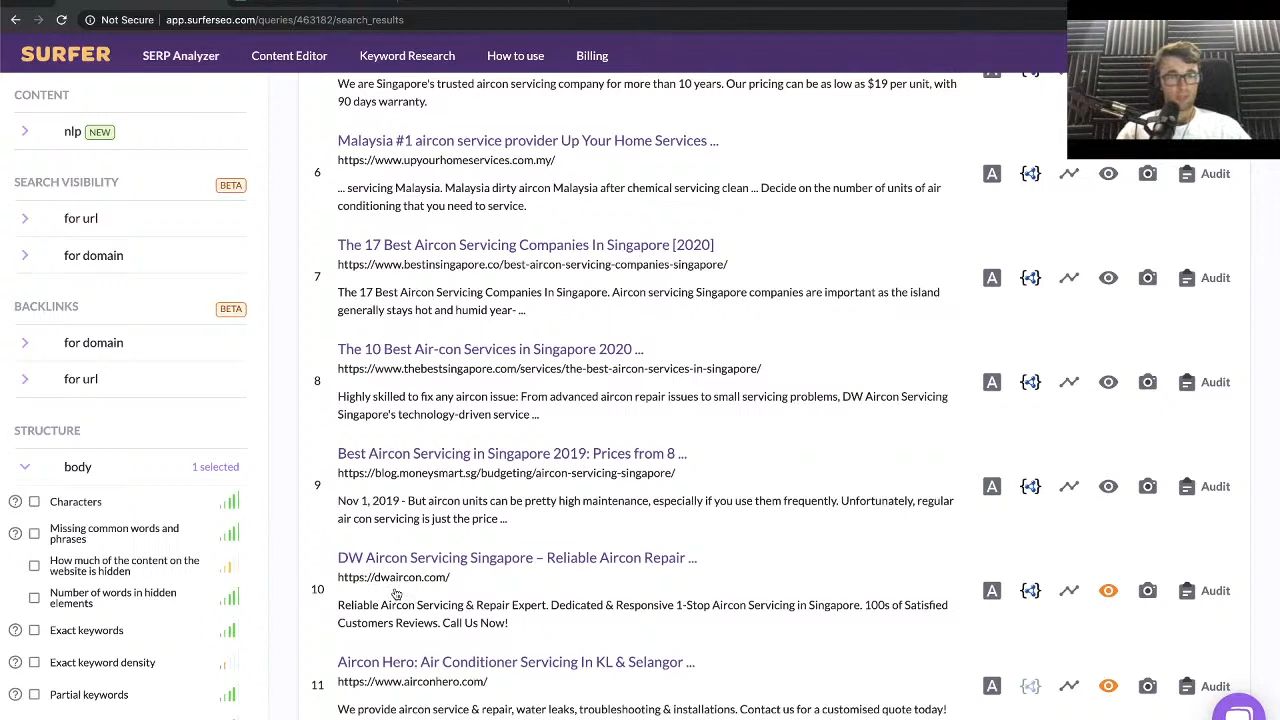 Not Secure | app.surferseo.com/queries/463182/search_results
SURFER
SERP Analyzer
Content Editor
Research
Billing
CONTENT
nlp NEW
SEARCH VISIBILITY BETA
for url
for domain
BACKLINKS BETA
for domain
for url
STRUCTURE
body 1 selected
Characters
Missing common words and
phrases
How much of the content on the
website is hidden
Number of words in hidden
elements
Exact keywords
Exact keyword density
Partial keywords
We are Singapore's trusted aircon servicing company for more than 10 years. Our pricing can be as low as $19 per unit, with
90 day
6
Malaysia #1 aircon service provider Up Your Home Services ...
https://www.upyourhomeservices.com.my/
... servicing Malaysia. Malaysia dirty aircon Malaysia after chemical servicing clean ... Decide on the number of units of air
conditioning that you need to service.
Audit
7
The 17 Best Aircon Servicing Companies In Singapore [2020]
https://www.bestinsingapore.co/best-aircon-servicing-companies-singapore/
The 17 Best Aircon Servicing Companies In Singapore. Aircon servicing Singapore companies are important as the island
generally stays hot and humid year- ...
Audit
8
The 10 Best Air-con Services in Singapore 2020 ...
https://www.thebestsingapore.com/services/the-best-aircon-services-in-singapore/
Highly skilled to fix any aircon issue: From advanced aircon repair issues to small servicing problems, DW Aircon Servicing
Singapore's technology-driven service ...
Audit
9
Best Aircon Servicing in Singapore 2019: Prices from 8 ...
https://blog.moneysmart.sg/budgeting/aircon-servicing-singapore/
Nov 1, 2019 - But aircon units can be pretty high maintenance, especially if you use them frequently. Unfortunately, regular
air con servicing is just the price ...
Audit
10
DW Aircon Servicing Singapore – Reliable Aircon Repair ...
https://dwaircon.com/
Reliable Aircon Servicing & Repair Expert. Dedicated & Responsive 1-Stop Aircon Servicing in Singapore. 100s of Satisfied
Customers Reviews. Call Us Now!
Audit
11
Aircon Hero: Air Conditioner Servicing In KL & Selangor ...
https://www.airconhero.com/
We provide aircon service & repair, water leaks, troubleshooting & installations. Contact us for a customised quote today!
Audit